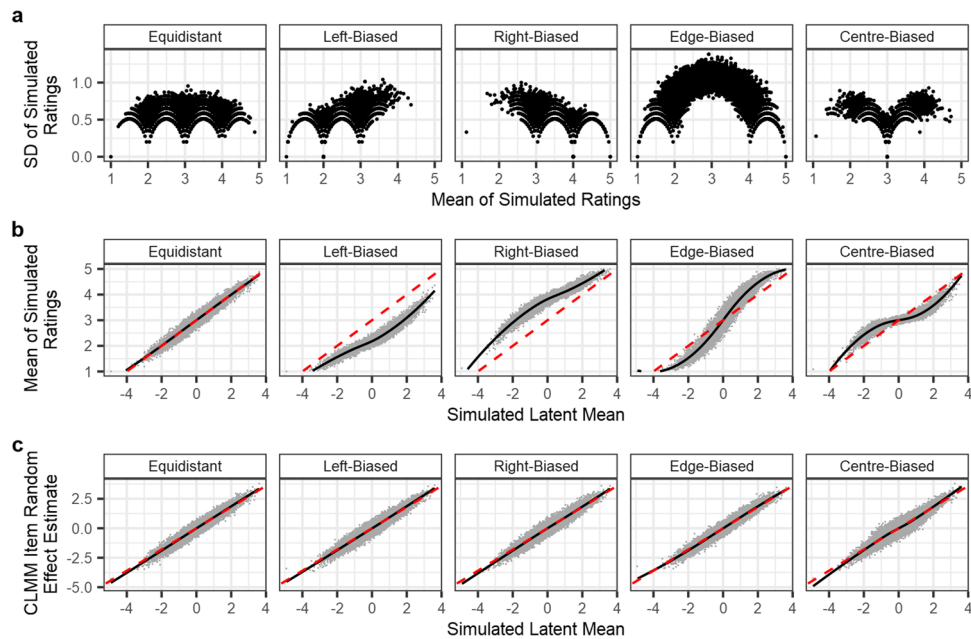 a
Equidistant Left-Biased Right-Biased Edge-Biased Centre-Biased
SD of Simulated
Ratings
1.0
0.5
0.0
1 2 3 4 5 1 2 3 4 5 1 2 3 4 5 1 2 3 4 5 1 2 3 4 5
Mean of Simulated Ratings
b
Equidistant Left-Biased Right-Biased Edge-Biased Centre-Biased
Mean of Simulated
Ratings
5
4
3
2
1
-4 -2 0 2 4 -4 -2 0 2 4 -4 -2 0 2 4 -4 -2 0 2 4 -4 -2 0 2 4
Simulated Latent Mean
c
Equidistant Left-Biased Right-Biased Edge-Biased Centre-Biased
CLMM Item Random
Effect Estimate
2.5
0.0
-2.5
-5.0
-4 -2 0 2 4 -4 -2 0 2 4 -4 -2 0 2 4 -4 -2 0 2 4 -4 -2 0 2 4
Simulated Latent Mean